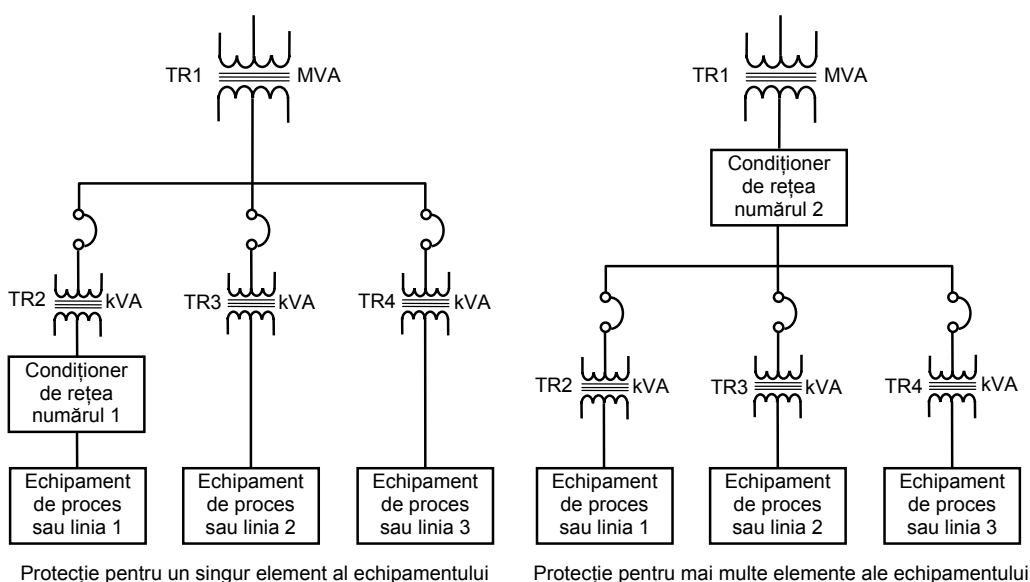 TR1 MVA
TR2 kVA
TR3 kVA
TR4 kVA
Condiționer
de rețea
numărul 1
Echipament
de proces
sau linia 1
Echipament
de proces
sau linia 2
Echipament
de proces
sau linia 3
Protecție pentru un singur element al echipamentului
TR1 MVA
Condiționer
de rețea
numărul 2
TR2 kVA
TR3 kVA
TR4 kVA
Echipament
de proces
sau linia 1
Echipament
de proces
sau linia 2
Echipament
de proces
sau linia 3
Protecție pentru mai multe elemente ale echipamentului